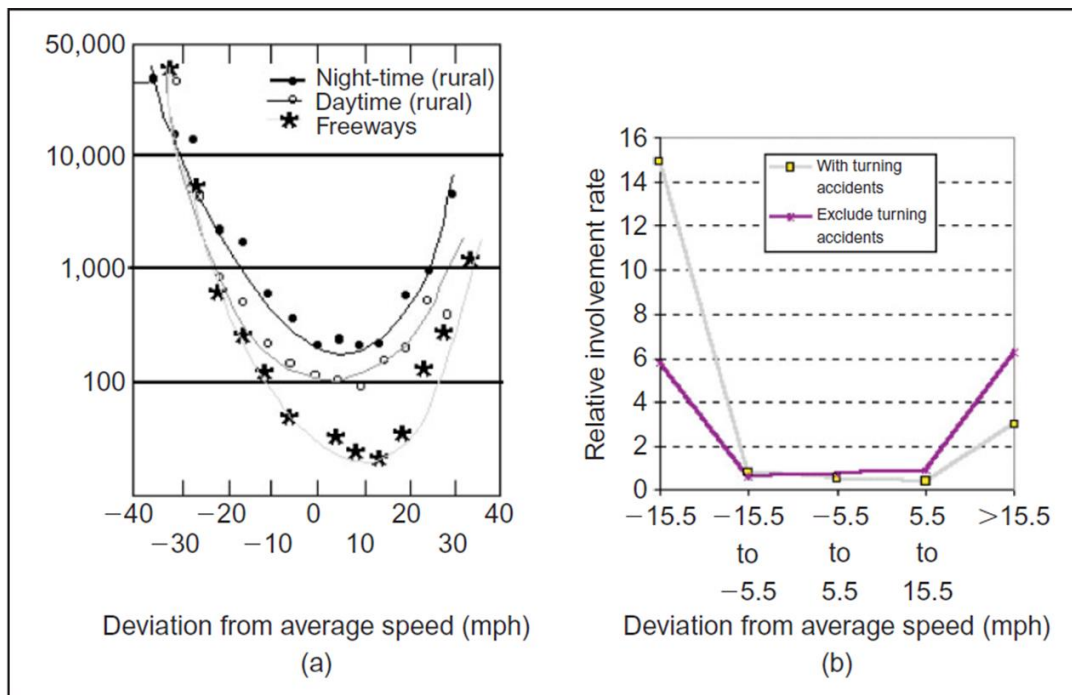 50,000
10,000
1,000
100
Night-time (rural)
Daytime (rural)
Freeways
−40 −20 0 20 40
−30 −10 10 30
Deviation from average speed (mph)
(a)
Relative involvement rate
16
14
12
10
8
6
4
2
0
With turning
accidents
Exclude turning
accidents
−15.5 −15.5 −5.5 5.5 >15.5
to to to
−5.5 5.5 15.5
Deviation from average speed (mph)
(b)